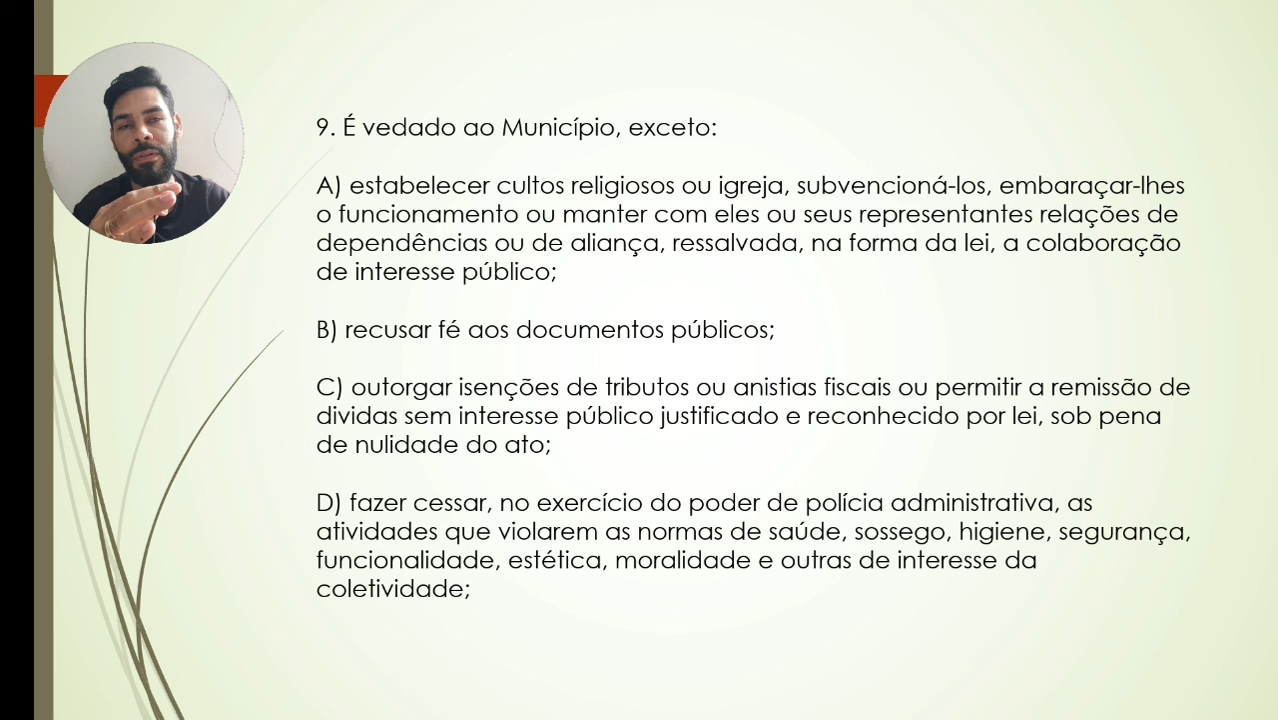 9. É vedado ao Município, exceto:
A) estabelecer cultos religiosos ou igreja, subvencioná-los, embaraçar-lhes
o funcionamento ou manter com eles ou seus representantes relações de
dependências ou de aliança, ressalvada, na forma da lei, a colaboração
de interesse público;
B) recusar fé aos documentos públicos;
C) outorgar isenções de tributos ou anistias fiscais ou permitir a remissão de
dividas sem interesse público justificado e reconhecido por lei, sob pena
de nulidade do ato;
D) fazer cessar, no exercício do poder de polícia administrativa, as
atividades que violarem as normas de saúde, sossego, higiene, segurança,
funcionalidade, estética, moralidade e outras de interesse da
coletividade;